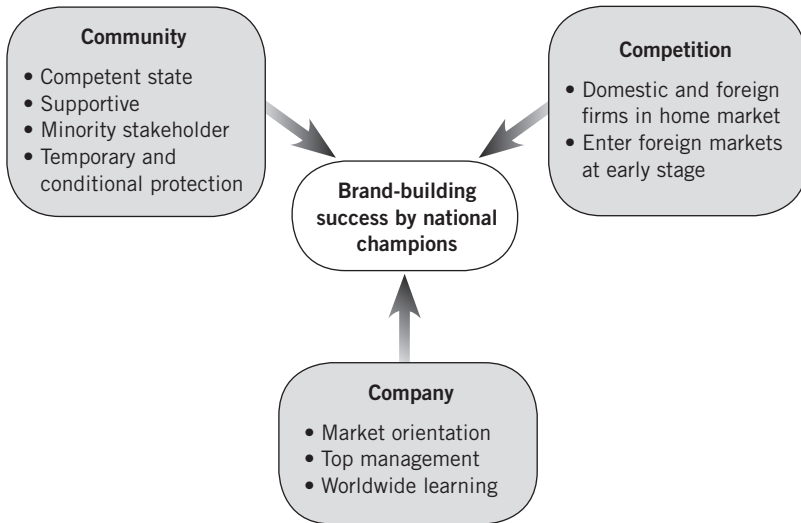 Community
• Competent state
• Supportive
• Minority stakeholder
• Temporary and
conditional protection
Competition
• Domestic and foreign
firms in home market
• Enter foreign markets
at early stage
Brand-building
success by national
champions
Company
• Market orientation
• Top management
• Worldwide learning